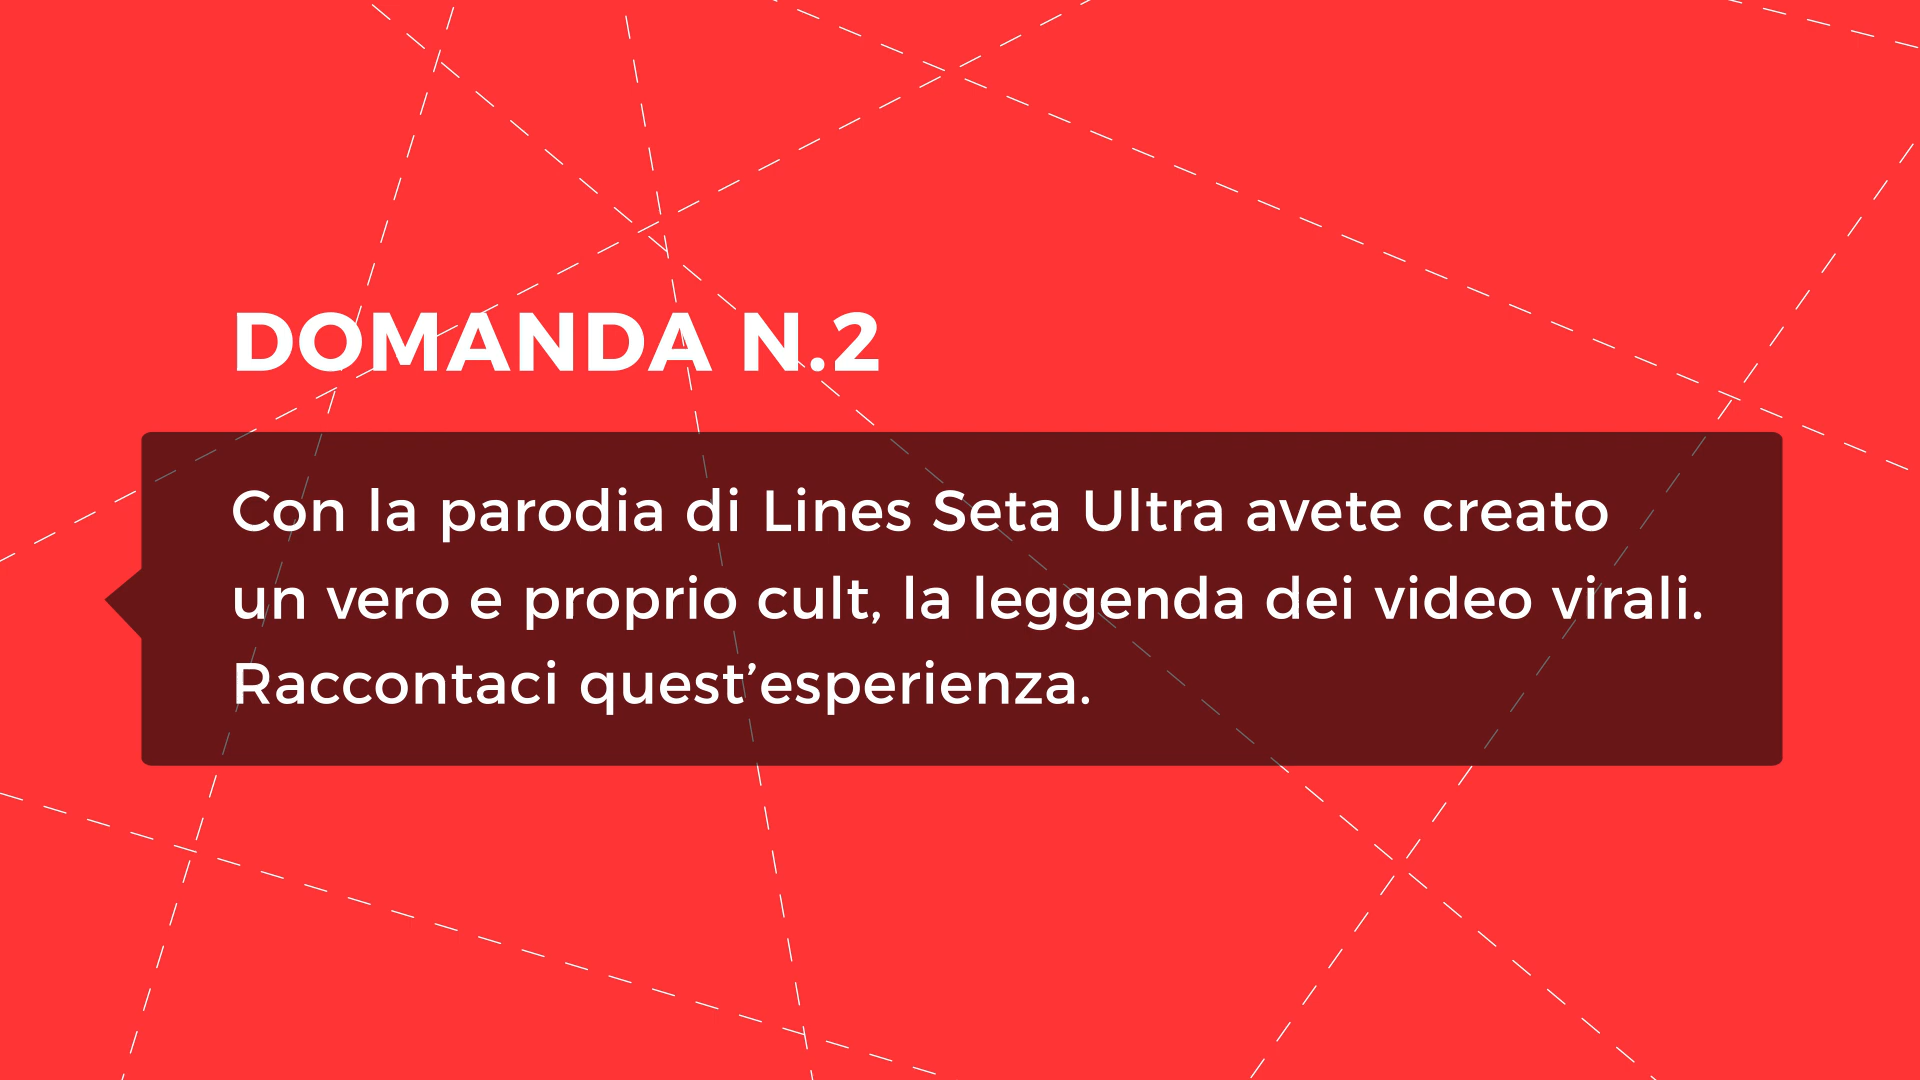 DOMANDA N.2
Con la parodia di Lines Seta Ultra avete creato
un vero e proprio cult, la leggenda dei video virali.
Raccontaci quest’esperienza.